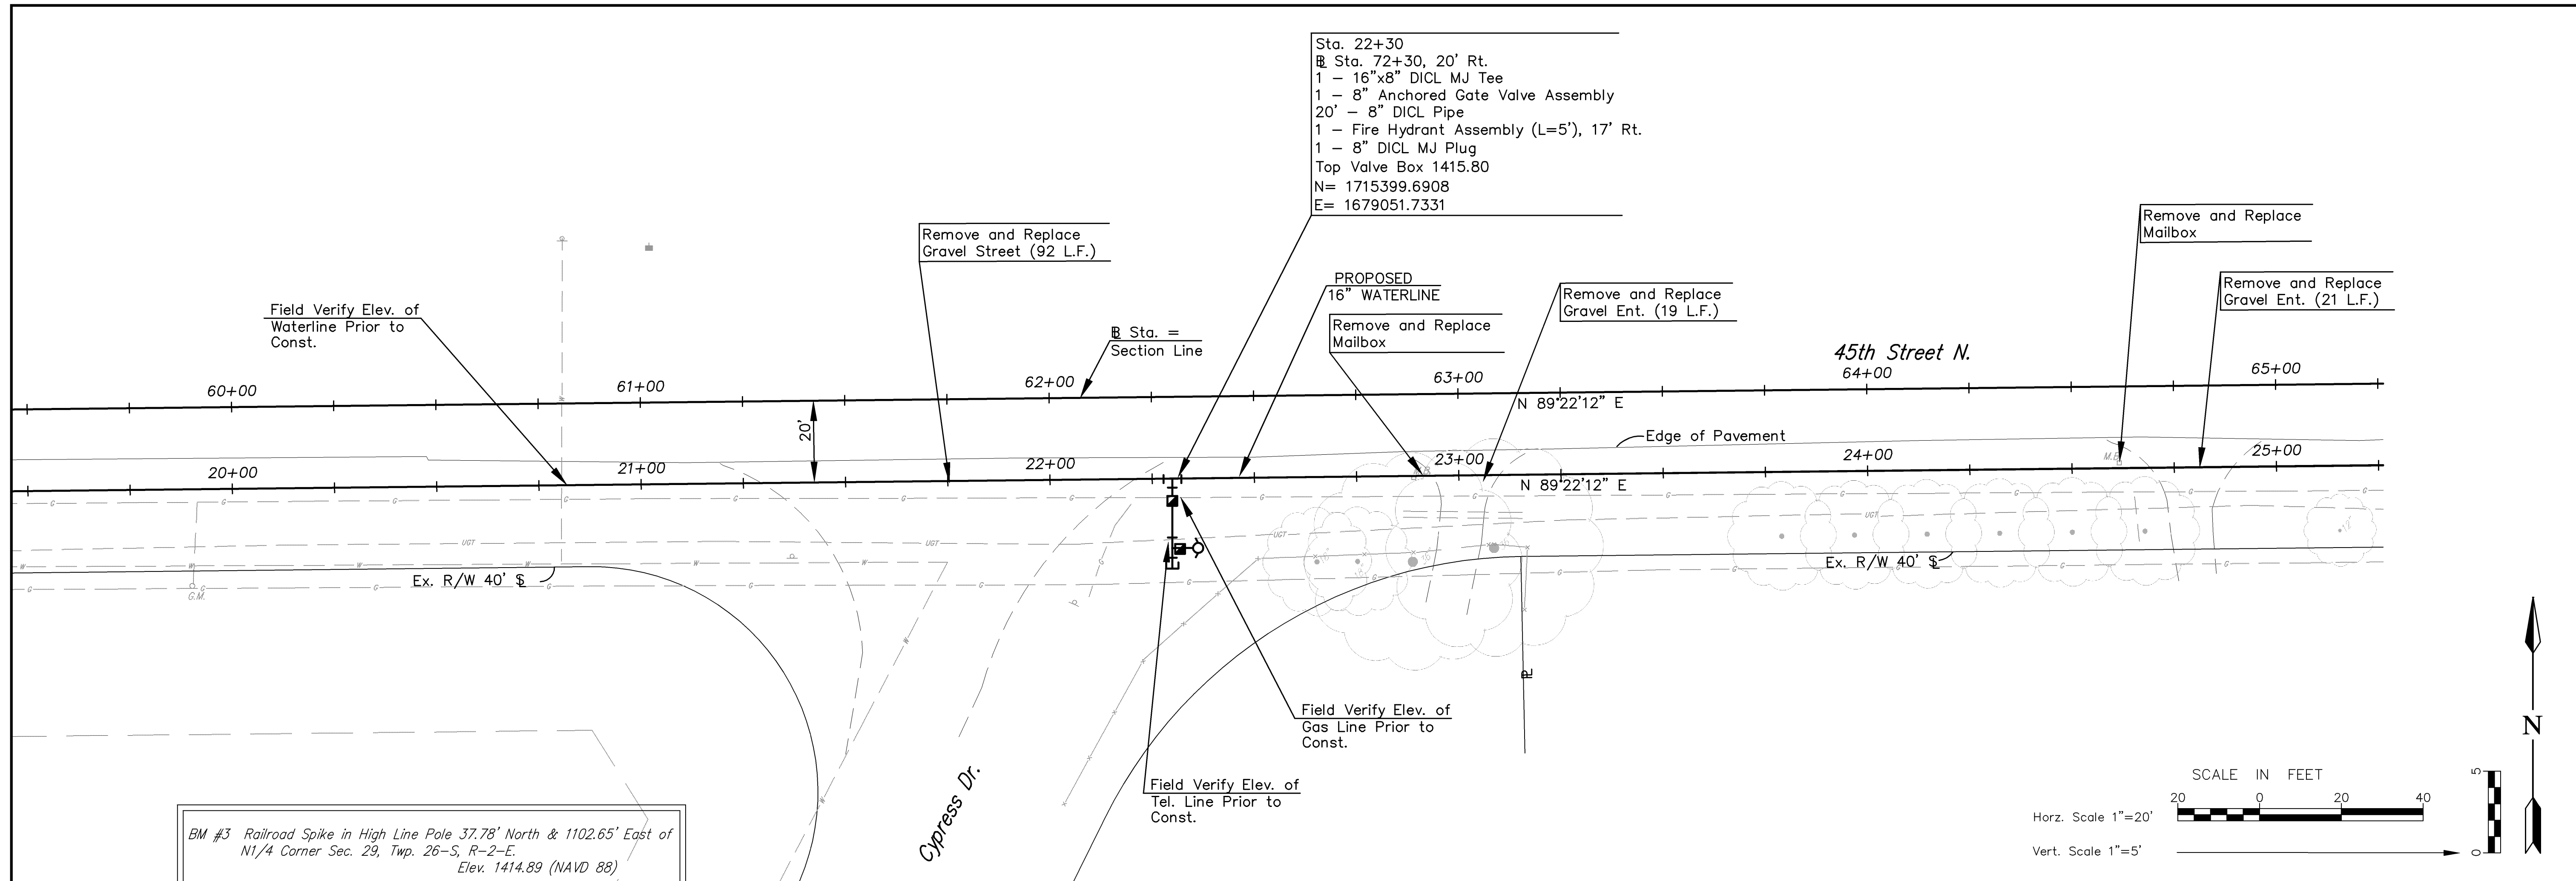 Sta. 22+30
BL Sta. 72+30, 20' Rt.
1 – 16"x8" DICL MJ Tee
1 – 8" Anchored Gate Valve Assembly
20' – 8" DICL Pipe
1 – Fire Hydrant Assembly (L=5'), 17' Rt.
1 – 8" DICL MJ Plug
Top Valve Box 1415.80
N= 1715399.6908
E= 1679051.7331
Remove and Replace
Mailbox
Remove and Replace
Gravel Street (92 L.F.)
PROPOSED
16" WATERLINE
Remove and Replace
Gravel Ent. (19 L.F.)
Remove and Replace
Gravel Ent. (21 L.F.)
Field Verify Elev. of
Waterline Prior to
Const.
Remove and Replace
Mailbox
BL Sta. =
Section Line
45th Street N.
60+00
61+00
62+00
63+00
64+00
65+00
N 89°22'12" E
20'
Edge of Pavement
20+00
21+00
22+00
23+00
24+00
25+00
M.B.
N 89°22'12" E
W
G G G G G G G G G G
UGT UGT UGT UGT
W W W W W
Ex. R/W 40' SL
Ex. R/W 40' SL
G G G G G G G G
G.M.
12"
P
P
PL
Field Verify Elev. of
Gas Line Prior to
Const.
Field Verify Elev. of
Tel. Line Prior to
Const.
Cypress Dr.
N
SCALE IN FEET
20 0 20 40
Horz. Scale 1"=20'
Vert. Scale 1"=5'
5
0
BM #3 Railroad Spike in High Line Pole 37.78' North & 1102.65' East of
N1/4 Corner Sec. 29, Twp. 26–S, R–2–E.
Elev. 1414.89 (NAVD 88)